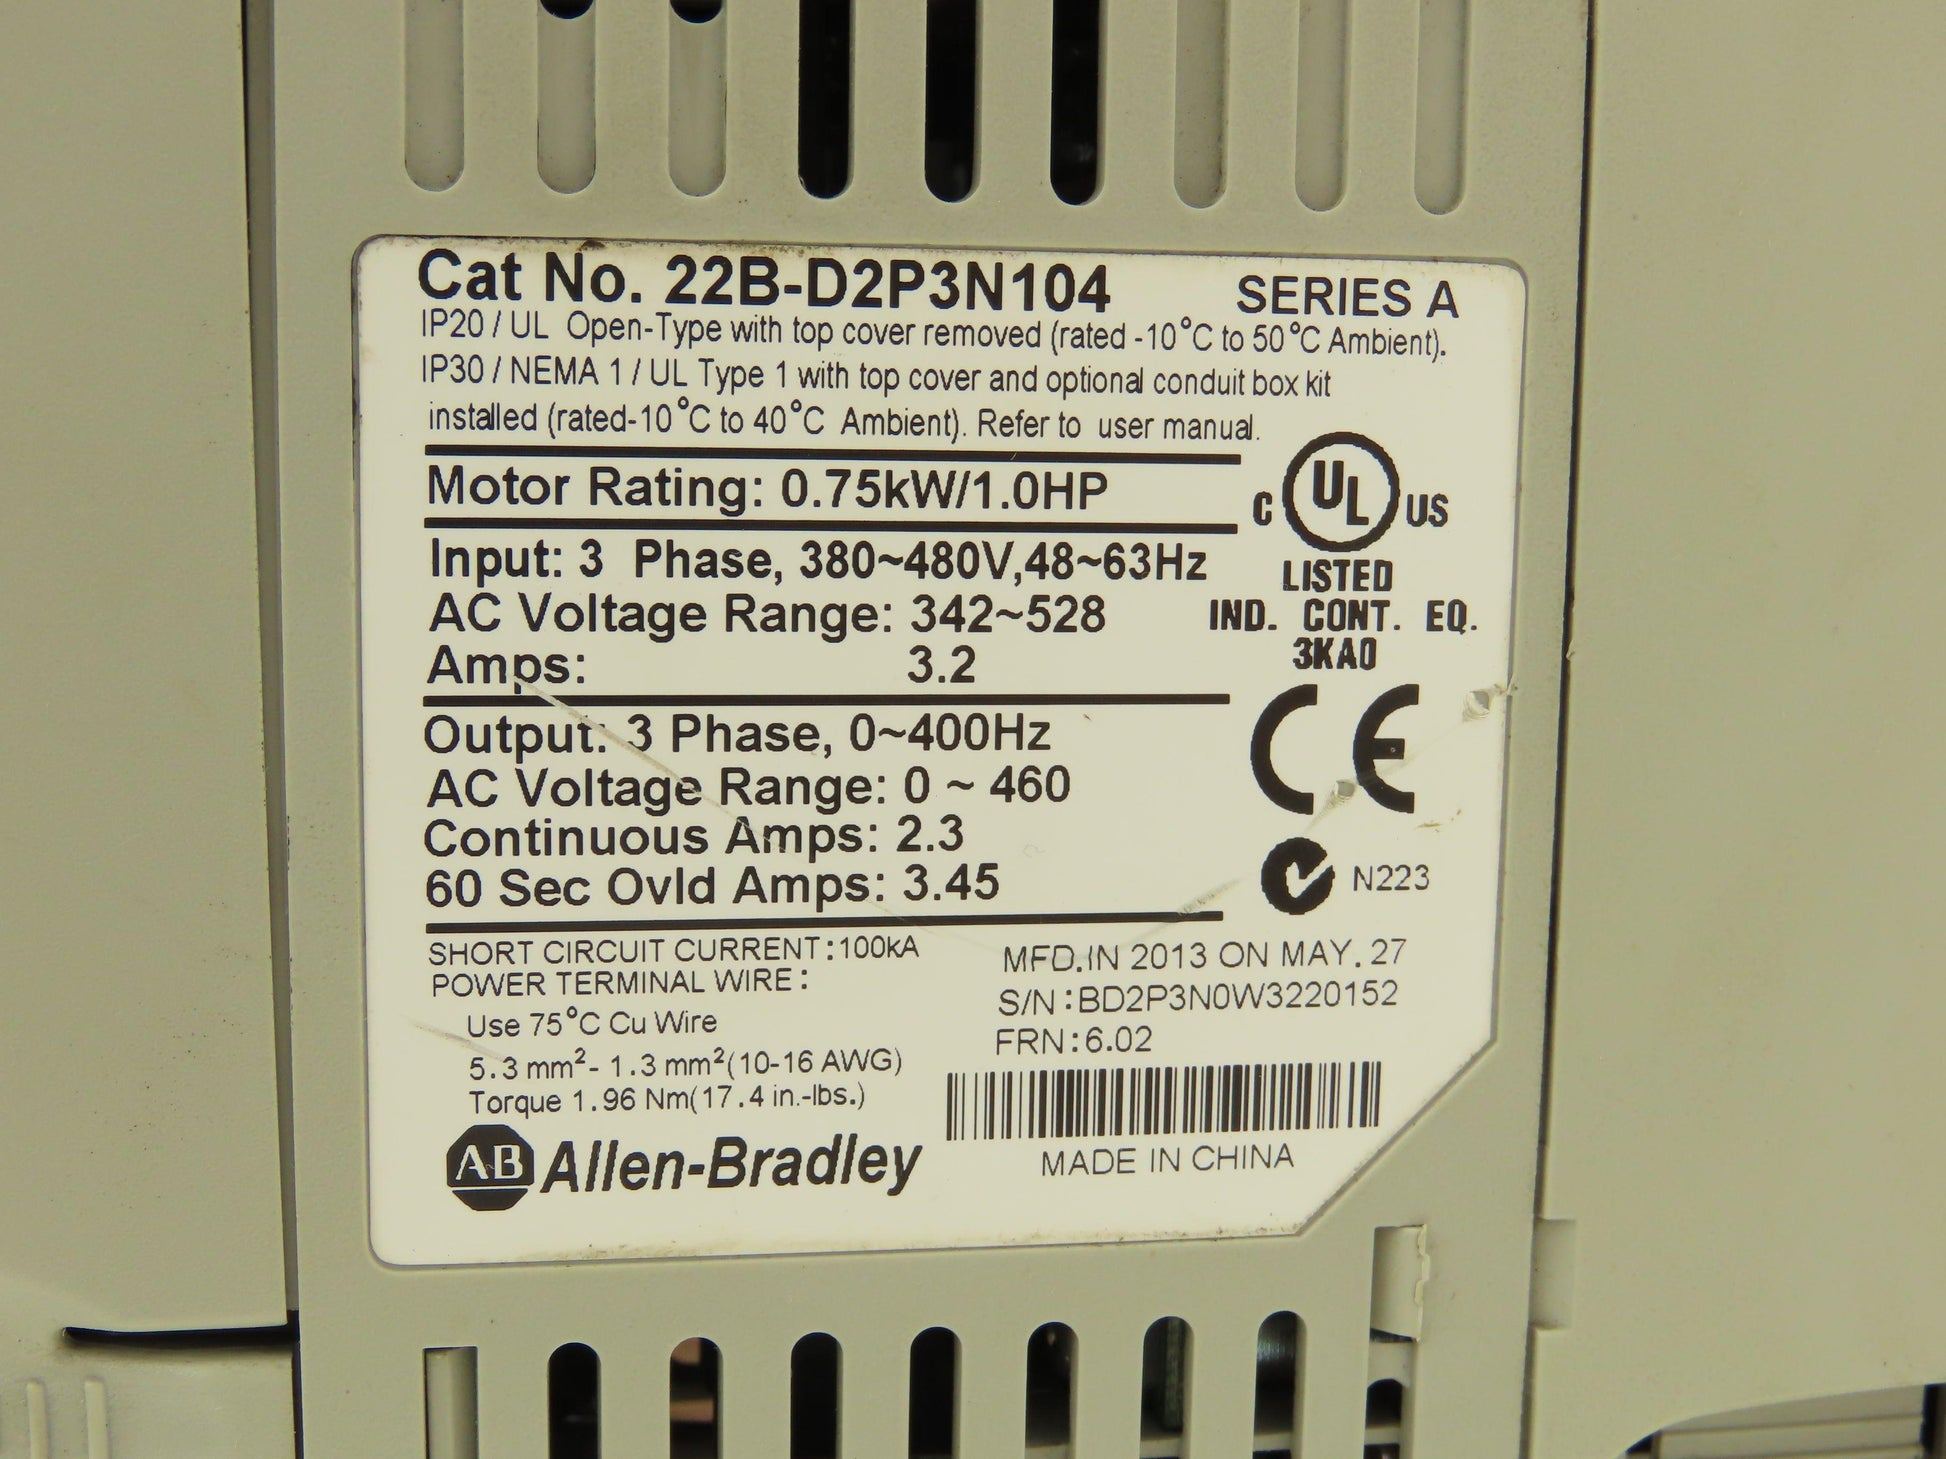 Cat No. 22B-D2P3N104 SERIES A
IP20 / UL Open-Type with top cover removed (rated -10°C to 50°C Ambient).
IP30 / NEMA 1 / UL Type 1 with top cover and optional conduit box kit
installed (rated-10°C to 40°C Ambient). Refer to user manual.
Motor Rating: 0.75kW/1.0HP
C UL US
LISTED
IND. CONT. EQ.
3KA0
Input: 3 Phase, 380~480V,48~63Hz
AC Voltage Range: 342~528
Amps: 3.2
CE
Output: 3 Phase, 0~400Hz
AC Voltage Range: 0 ~ 460
Continuous Amps: 2.3
60 Sec Ovld Amps: 3.45
N223
SHORT CIRCUIT CURRENT:100kA
POWER TERMINAL WIRE:
Use 75°C Cu Wire
5.3 mm²- 1.3 mm²(10-16 AWG)
Torque 1.96 Nm(17.4 in.-lbs.)
MFD.IN 2013 ON MAY. 27
S/N:BD2P3N0W3220152
FRN:6.02
MADE IN CHINA
AB Allen-Bradley